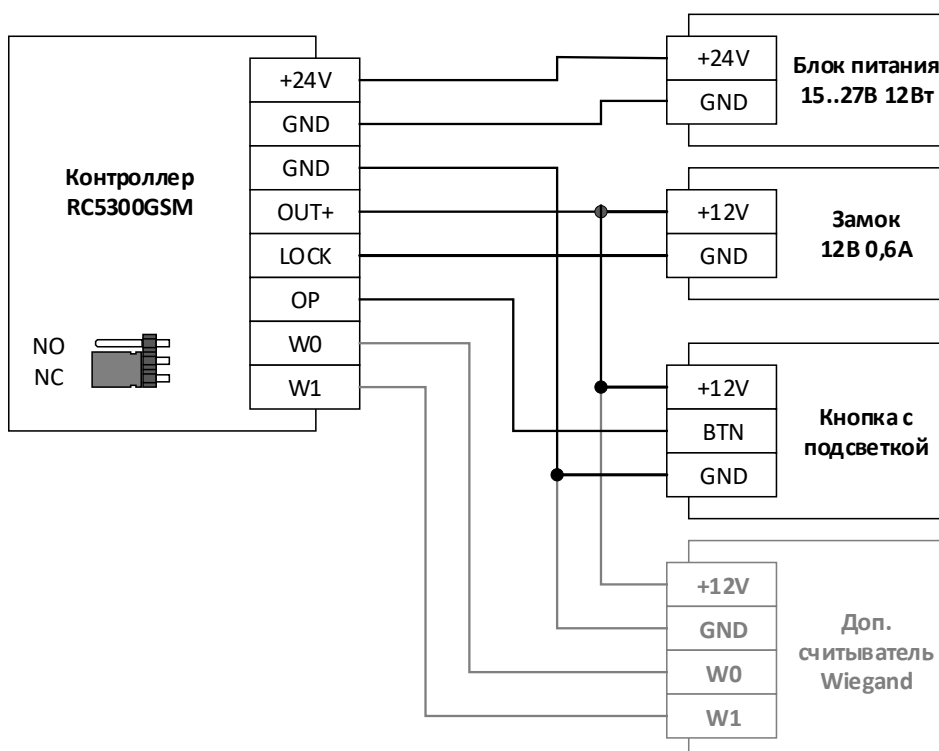 Контроллер
RC5300GSM
NO
NC
+24V
GND
GND
OUT+
LOCK
OP
W0
W1
+24V
GND
Блок питания
15..27В 12Вт
+12V
GND
Замок
12В 0,6А
+12V
BTN
GND
Кнопка с
подсветкой
+12V
GND
W0
W1
Доп.
считыватель
Wiegand